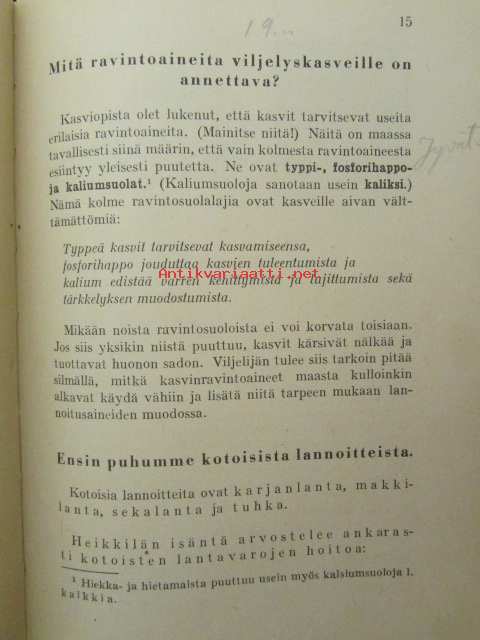 19...
15
Mitä ravintoaineita viljelyskasveille on
annettava?
Kasviopista olet lukenut, että kasvit tarvitsevat useita
erilaisia ravintoaineita. (Mainitse niitä!) Näitä on maassa
tavallisesti siinä määrin, että vain kolmesta ravintoaineesta
esiintyy yleisesti puutetta. Ne ovat typpi-, fosforihappo-
ja kaliumsuolat.¹ (Kaliumsuoloja sanotaan usein kaliksi.)
Nämä kolme ravintosuolalajia ovat kasveille aivan vält-
tämättömiä:
Typpeä kasvit tarvitsevat kasvamiseensa,
fosforihappo jouduttaa kasvien tuleentumista ja
kalium edistää varren kehittymistä ja lujittumista sekä
tärkkelyksen muodostumista.
Antikvariaatti.net
Mikään noista ravintosuoloista ei voi korvata toisiaan.
Jos siis yksikin niistä puuttuu, kasvit kärsivät nälkää ja
tuottavat huonon sadon. Viljelijän tulee siis tarkoin pitää
silmällä, mitkä kasvinravintoaineet maasta kulloinkin
alkavat käydä vähiin ja lisätä niitä tarpeen mukaan lan-
noitusaineiden muodossa.
Ensin puhumme kotoisista lannoitteista.
Kotoisia lannoitteita ovat karjanlanta, makki-
lanta, sekalanta ja tuhka.
Heikkilän isäntä arvostelee ankaras-
ti kotoisten lantavarojen hoitoa:
¹ Hiekka- ja hietamaista puuttuu usein myös kalsiumsuoloja l.
kalkkia.